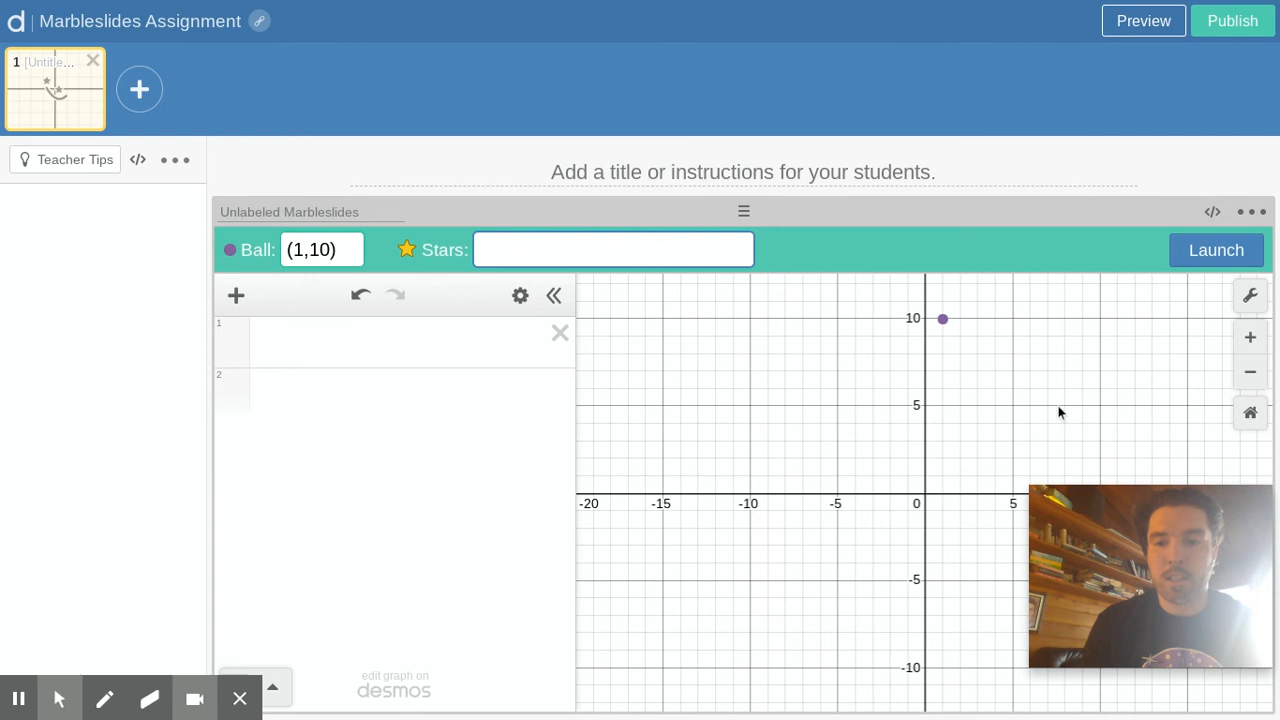 d | Marbleslides Assignment
Preview
Publish
1 [Untitle...
Teacher Tips
</>
Add a title or instructions for your students.
Unlabeled Marbleslides
</>
Ball: (1,10)
Stars:
Launch
1
2
10
5
-20 -15 -10 -5 0 5
-5
-10
edit graph on
desmos